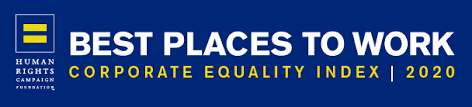 BEST PLACES TO WORK
CORPORATE EQUALITY INDEX | 2020
HUMAN
RIGHTS
CAMPAIGN
FOUNDATION